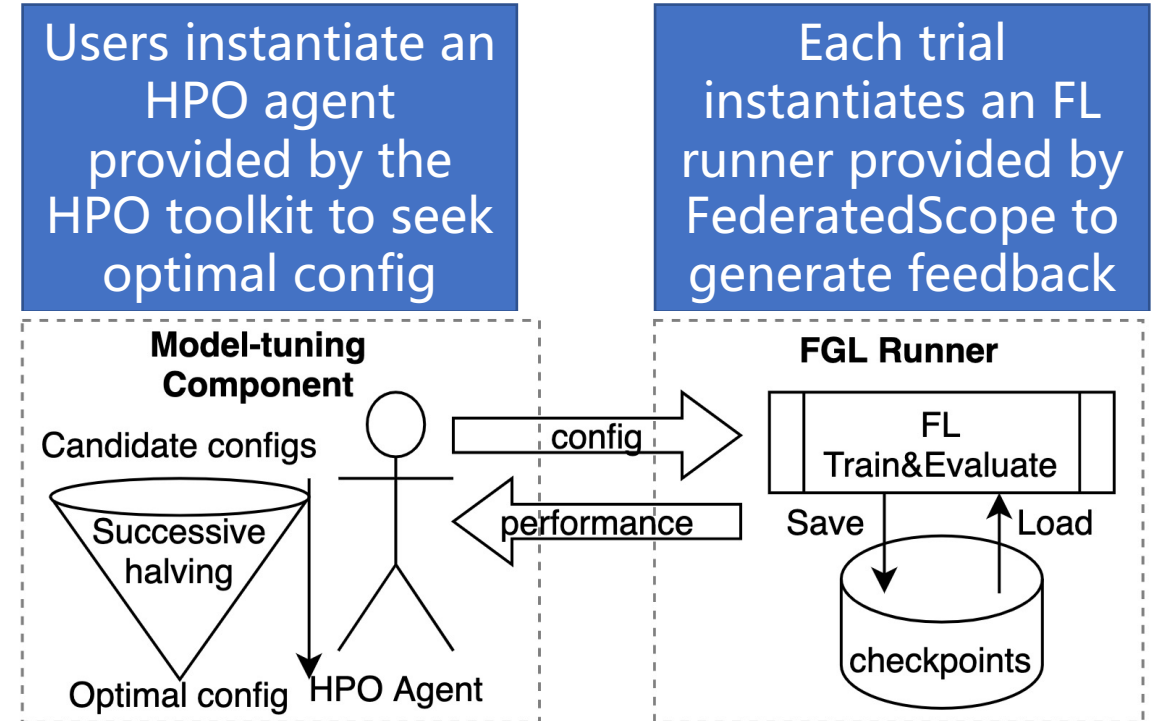 Users instantiate an
HPO agent
provided by the
HPO toolkit to seek
optimal config
Each trial
instantiates an FL
runner provided by
FederatedScope to
generate feedback
Model-tuning
Component
Candidate configs
Successive
halving
Optimal config
HPO Agent
config
performance
FGL Runner
FL
Train&Evaluate
Save
Load
checkpoints